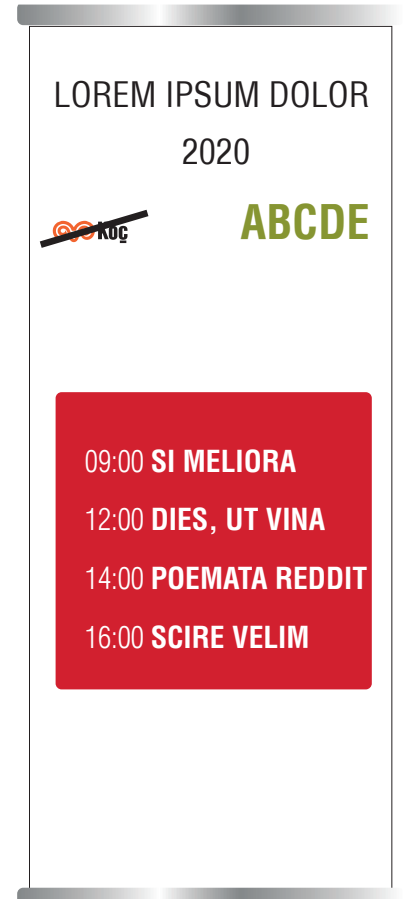 LOREM IPSUM DOLOR
2020
Koç
ABCDE
09:00 SI MELIORA
12:00 DIES, UT VINA
14:00 POEMATA REDDIT
16:00 SCIRE VELIM